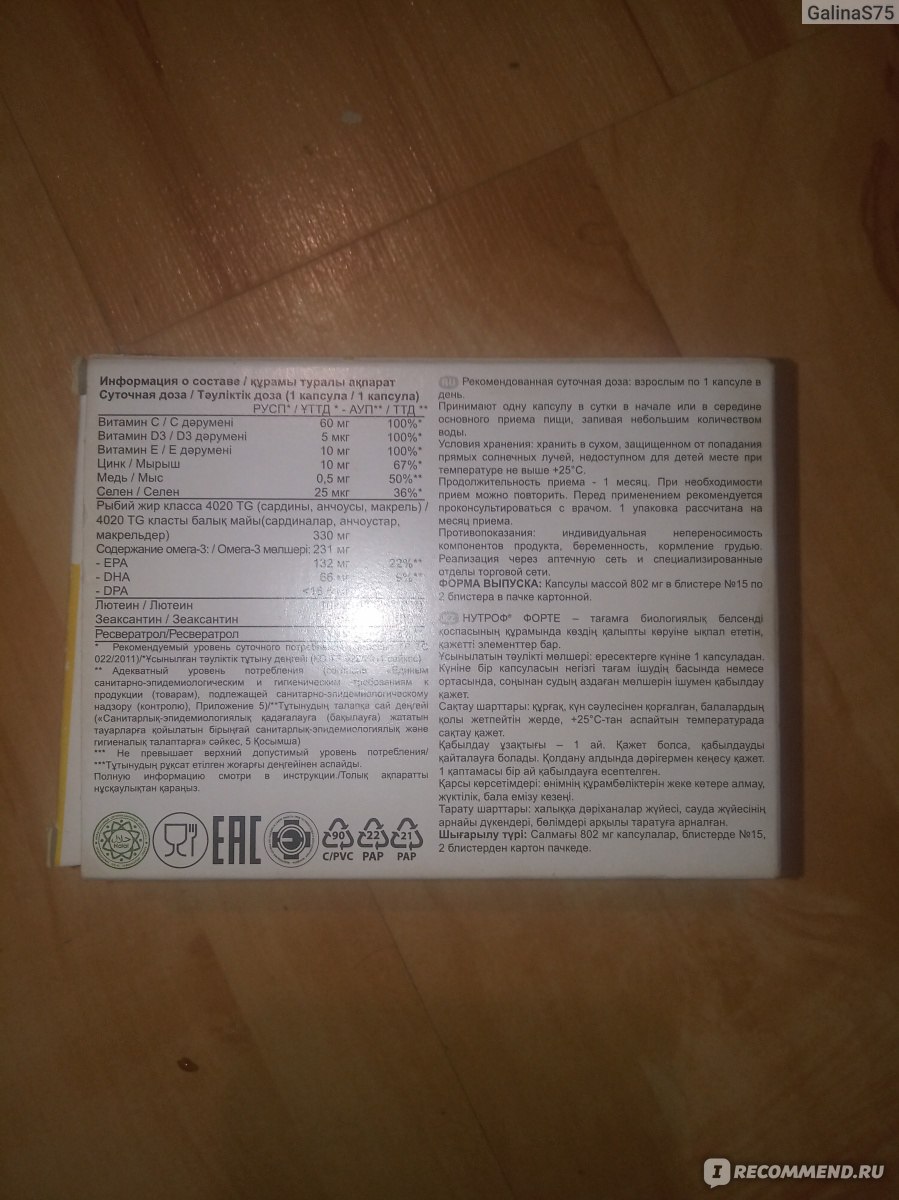 GalinaS75
Информация о составе / құрамы туралы ақпарат
Суточная доза / Тәуліктік доза (1 капсула / 1 капсула)
РУСП* / ҰТТД * - АУП** / ТТД **
Витамин С / С дәрумені 60 мг 100%*
Витамин D3 / D3 дәрумені 5 мкг 100%*
Витамин Е / Е дәрумені 10 мг 100%*
Цинк / Мырыш 10 мг 67%*
Медь / Мыс 0,5 мг 50%**
Селен / Селен 25 мкг 36%*
Рыбий жир класса 4020 TG (сардины, анчоусы, макрель) /
4020 TG класты балық майы(сардиналар, анчоустар,
макрельдер) 330 мг
Содержание омега-3: / Омега-3 мөлшері: 231 мг
- EPA 132 мг 22%**
- DHA 66 мг 9%**
- DPA
Лютеин / Лютеин
Зеаксантин / Зеаксантин
Ресвератрол/Ресвератрол
* Рекомендуемый уровень суточного
022/2011)/*Ұсынылған тәуліктік тұтыну деңгейі
** Адекватный уровень потребления «Единым
санитарно-эпидемиологическим и гигиеническим требованиям к
продукции (товарам), подлежащей санитарно-эпидемиологическому
надзору (контролю), Приложение 5)/**Тұтынудың талапқа сай деңгейі
(«Санитарлық-эпидемиологиялық қадағалауға (бақылауға) жататын
тауарларға қойылатын бірыңғай санитарлық-эпидемиологиялық және
гигиеналық талаптарға» сәйкес, 5 Қосымша)
*** Не превышает верхний допустимый уровень потребления/
***Тұтынудың рұқсат етілген жоғарғы деңгейінен аспайды.
Полную информацию смотри в инструкции./Толық ақпаратты
нұсқаулықтан қараңыз.
Halal
EAC
90 22 21
C/PVC PAP PAP
RU Рекомендованная суточная доза: взрослым по 1 капсуле в
день.
Принимают одну капсулу в сутки в начале или в середине
основного приема пищи, запивая небольшим количеством
воды.
Условия хранения: хранить в сухом, защищенном от попадания
прямых солнечных лучей, недоступном для детей месте при
температуре не выше +25°С.
Продолжительность приема - 1 месяц. При необходимости
прием можно повторить. Перед применением рекомендуется
проконсультироваться с врачом. 1 упаковка рассчитана на
месяц приема.
Противопоказания: индивидуальная непереносимость
компонентов продукта, беременность, кормление грудью.
Реализация через аптечную сеть и специализированные
отделы торговой сети.
ФОРМА ВЫПУСКА: Капсулы массой 802 мг в блистере №15 по
2 блистера в пачке картонной.
KZ НУТРОФ® ФОРТЕ – тағамға биологиялық белсенді
қоспасының құрамында көздің қалыпты көруіне ықпал ететін,
қажетті элементтер бар.
Ұсынылатын тәулікті мөлшері: ересектерге күніне 1 капсуладан.
Күніне бір капсуласын негізгі тағам ішудің басында немесе
ортасында, соңынан судың аздаған мөлшерін ішумен қабылдау
қажет.
Сақтау шарттары: құрғақ, күн сәулесінен қорғалған, балалардың
қолы жетпейтін жерде, +25°С-тан аспайтын температурада
сақтау қажет.
Қабылдау ұзақтығы – 1 ай. Қажет болса, қабылдауды
қайталауға болады. Қолдану алдында дәрігермен кеңесу қажет.
1 қаптамасы бір ай қабылдауға есептелген.
Қарсы көрсетімдері: өнімнің құрамбөліктерін жеке көтере алмау,
жүктілік, бала емізу кезеңі.
Тарату шарттары: халыққа дәріханалар жүйесі, сауда жүйесінің
арнайы дүкендері, бөлімдері арқылы таратуға арналған.
Шығарылу түрі: Салмағы 802 мг капсулалар, блистерде №15,
2 блистерден картон пачкеде.
IRECOMMEND.RU